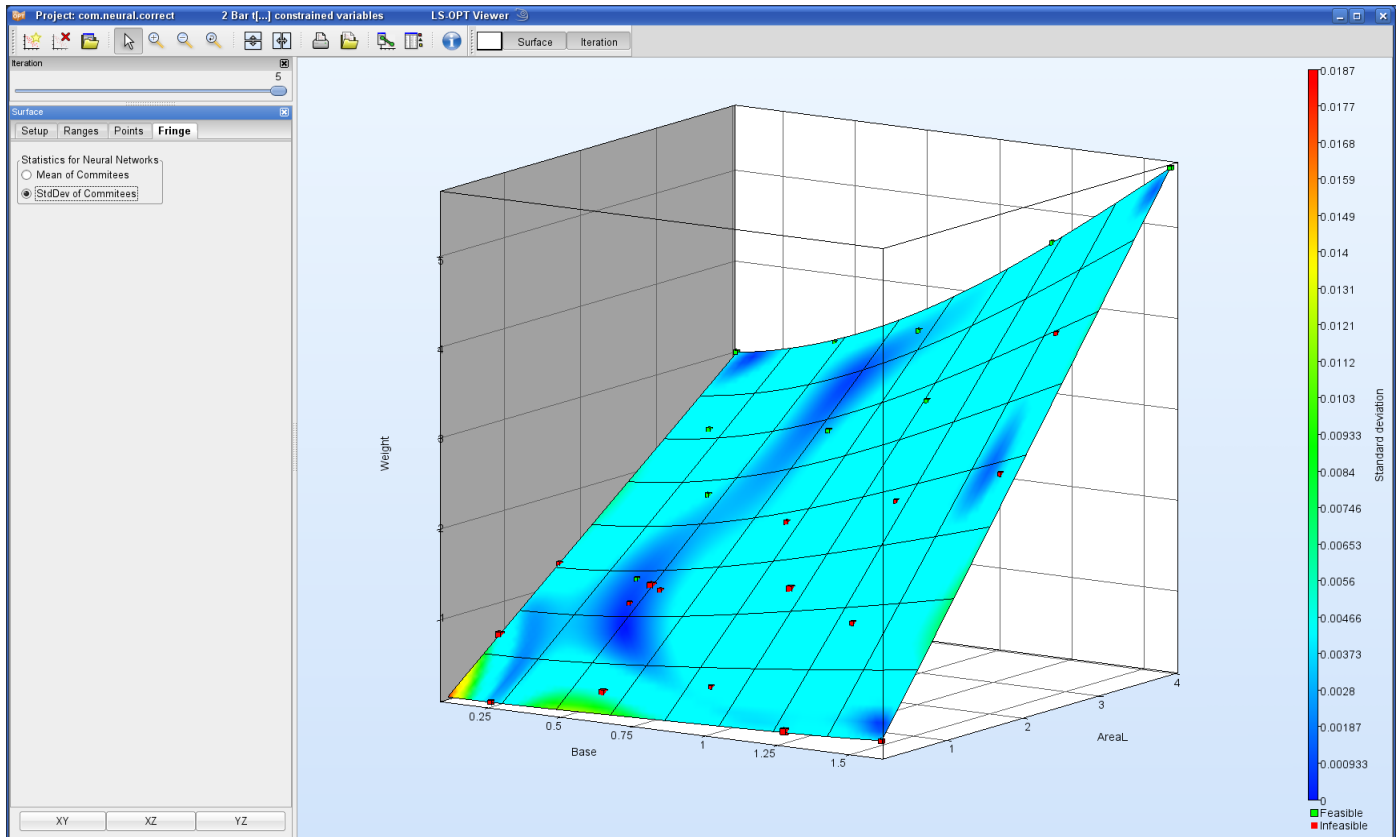 Project: com.neural.correct 2 Bar t[...] constrained variables LS-OPT Viewer
Surface Iteration
Iteration
5
Surface
Setup Ranges Points Fringe
Statistics for Neural Networks
Mean of Commitees
StdDev of Commitees
XY XZ YZ
Weight
5
4
3
2
1
Base
0.25
0.5
0.75
1
1.25
1.5
AreaL
1
2
3
4
0.0187
0.0177
0.0168
0.0159
0.0149
0.014
0.0131
0.0121
0.0112
0.0103
0.00933
0.0084
0.00746
0.00653
0.0056
0.00466
0.00373
0.0028
0.00187
0.000933
0
Standard deviation
Feasible
Infeasible